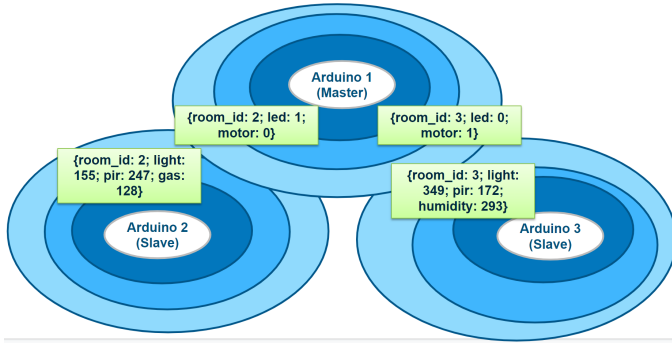 Arduino 1
(Master)
{room_id: 2; led: 1;
motor: 0}
{room_id: 3; led: 0;
motor: 1}
{room_id: 2; light:
155; pir: 247; gas:
128}
{room_id: 3; light:
349; pir: 172;
humidity: 293}
Arduino 2
(Slave)
Arduino 3
(Slave)